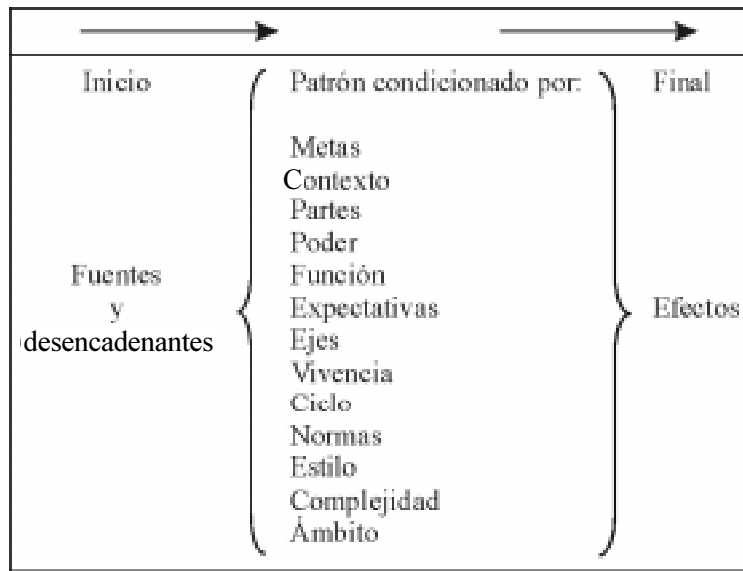 Inicio
Patrón condicionado por:
Final
Metas
Contexto
Partes
Poder
Función
Expectativas
Ejes
Vivencia
Ciclo
Normas
Estilo
Complejidad
Ámbito
Fuentes
y
desencadenantes
Efectos